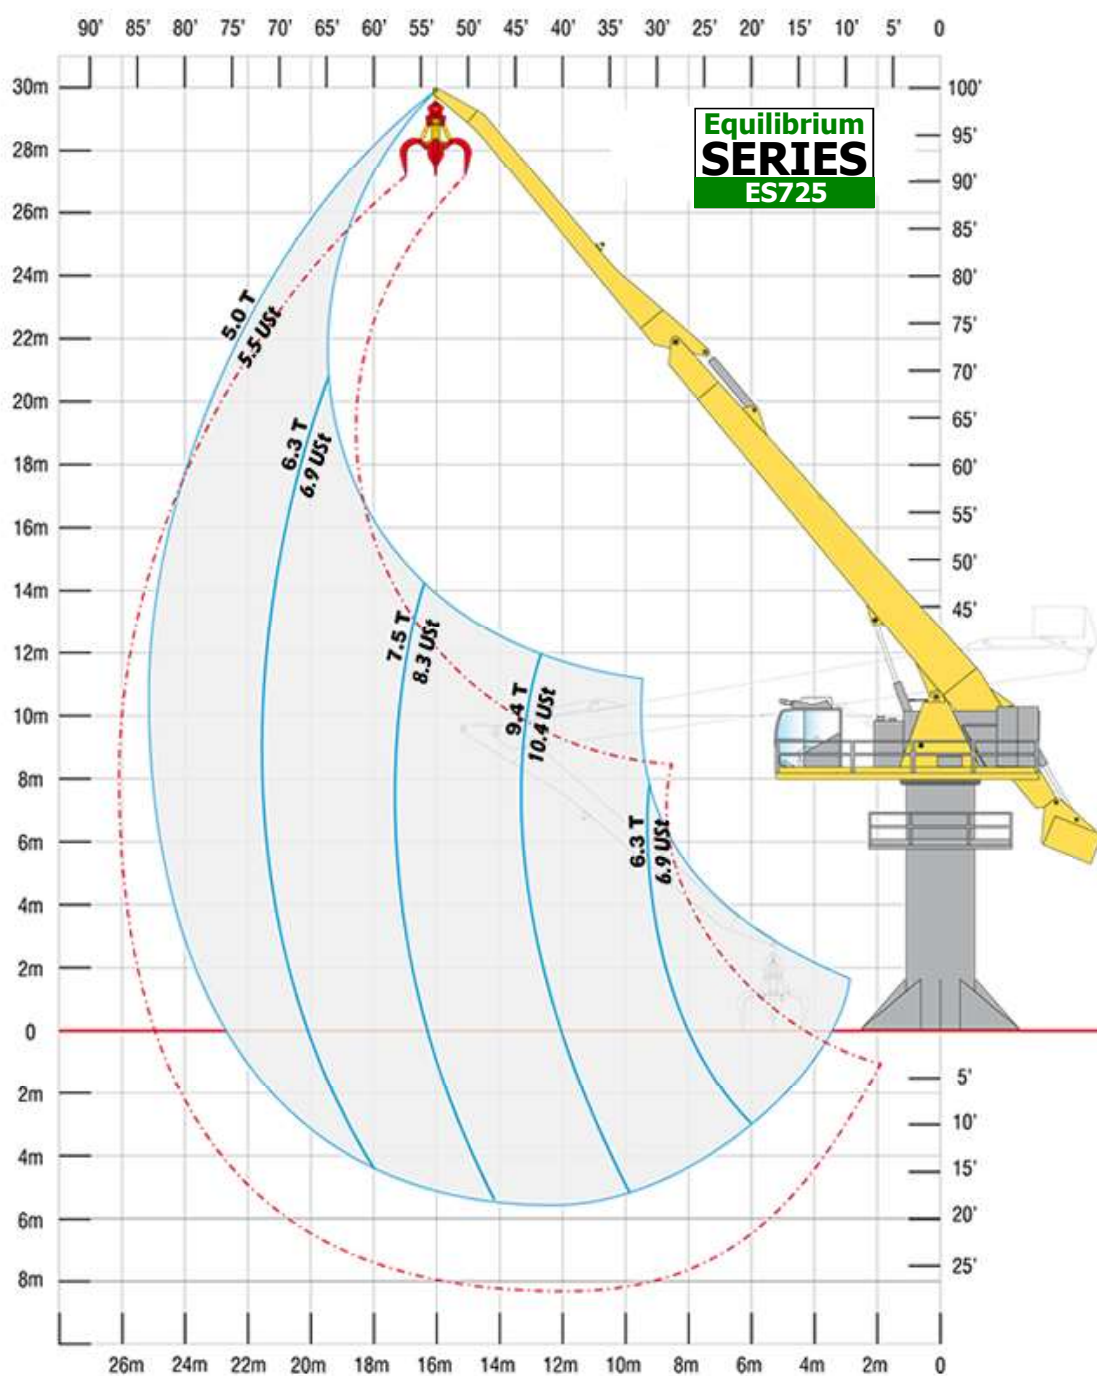 90' 85' 80' 75' 70' 65' 60' 55' 50' 45' 40' 35' 30' 25' 20' 15' 10' 5' 0
30m 100'
Equilibrium
SERIES
ES725
95'
28m
90'
26m
85'
24m 80'
5.0 T
5.5 USt
75'
22m
70'
20m
65'
6.3 T
6.9 USt
18m 60'
55'
16m
50'
14m
45'
7.5 T
8.3 USt
12m
9.4 T
10.4 USt
10m
8m
6.3 T
6.9 USt
6m
4m
2m
0
5'
2m
10'
4m
15'
6m 20'
25'
8m
26m 24m 22m 20m 18m 16m 14m 12m 10m 8m 6m 4m 2m 0